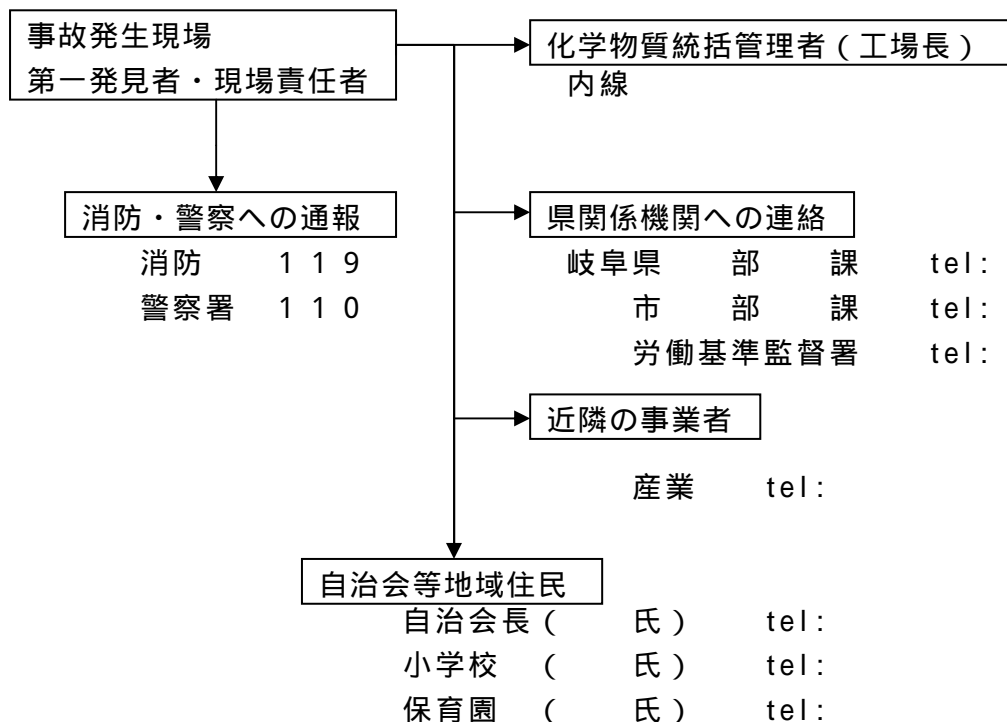 事故発生現場
第一発見者・現場責任者
化学物質統括管理者（工場長）
内線
消防・警察への通報
消防　１１９
警察署　１１０
県関係機関への連絡
岐阜県　　部　　課　　tel:
市　　部　　課　　tel:
労働基準監督署　　tel:
近隣の事業者
産業　　tel:
自治会等地域住民
自治会長（　　氏）　　tel:
小学校　（　　氏）　　tel:
保育園　（　　氏）　　tel: